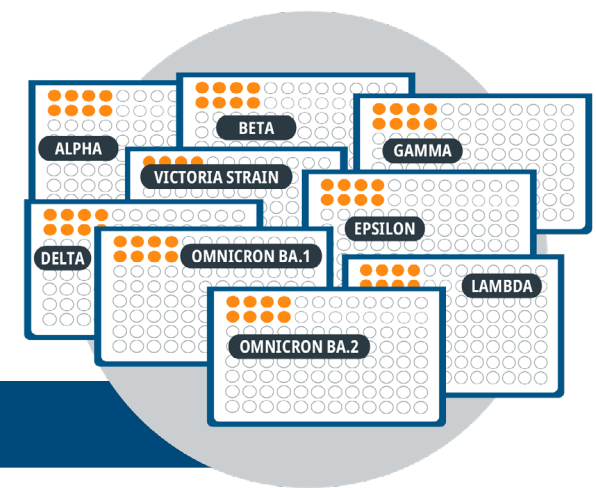 BETA
ALPHA
GAMMA
VICTORIA STRAIN
EPSILON
DELTA
OMNICRON BA.1
LAMBDA
OMNICRON BA.2